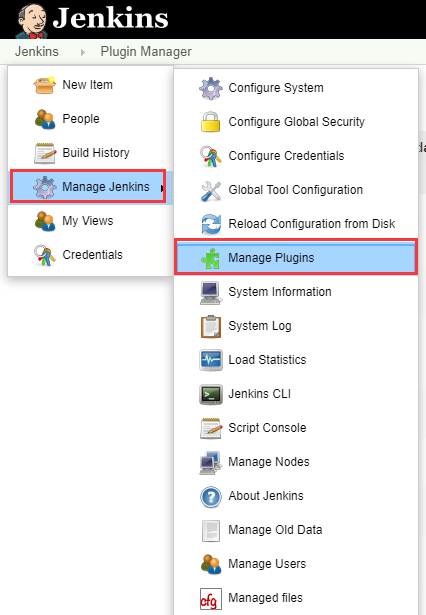 Jenkins
Jenkins Plugin Manager
New Item
People
Build History
Manage Jenkins
My Views
Credentials
Configure System
Configure Global Security
Configure Credentials
Global Tool Configuration
Reload Configuration from Disk
Manage Plugins
System Information
System Log
Load Statistics
Jenkins CLI
Script Console
Manage Nodes
About Jenkins
Manage Old Data
Manage Users
cfg Managed files